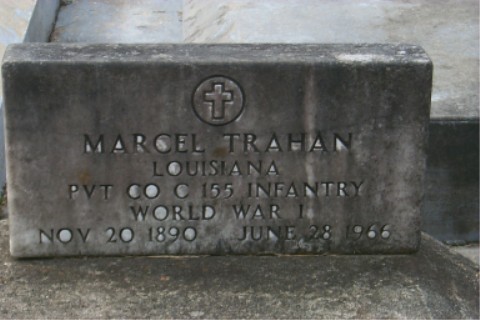 MARCEL TRAHAN
LOUISIANA
PVT CO C 155 INFANTRY
WORLD WAR I
NOV 20 1890 JUNE 28 1966